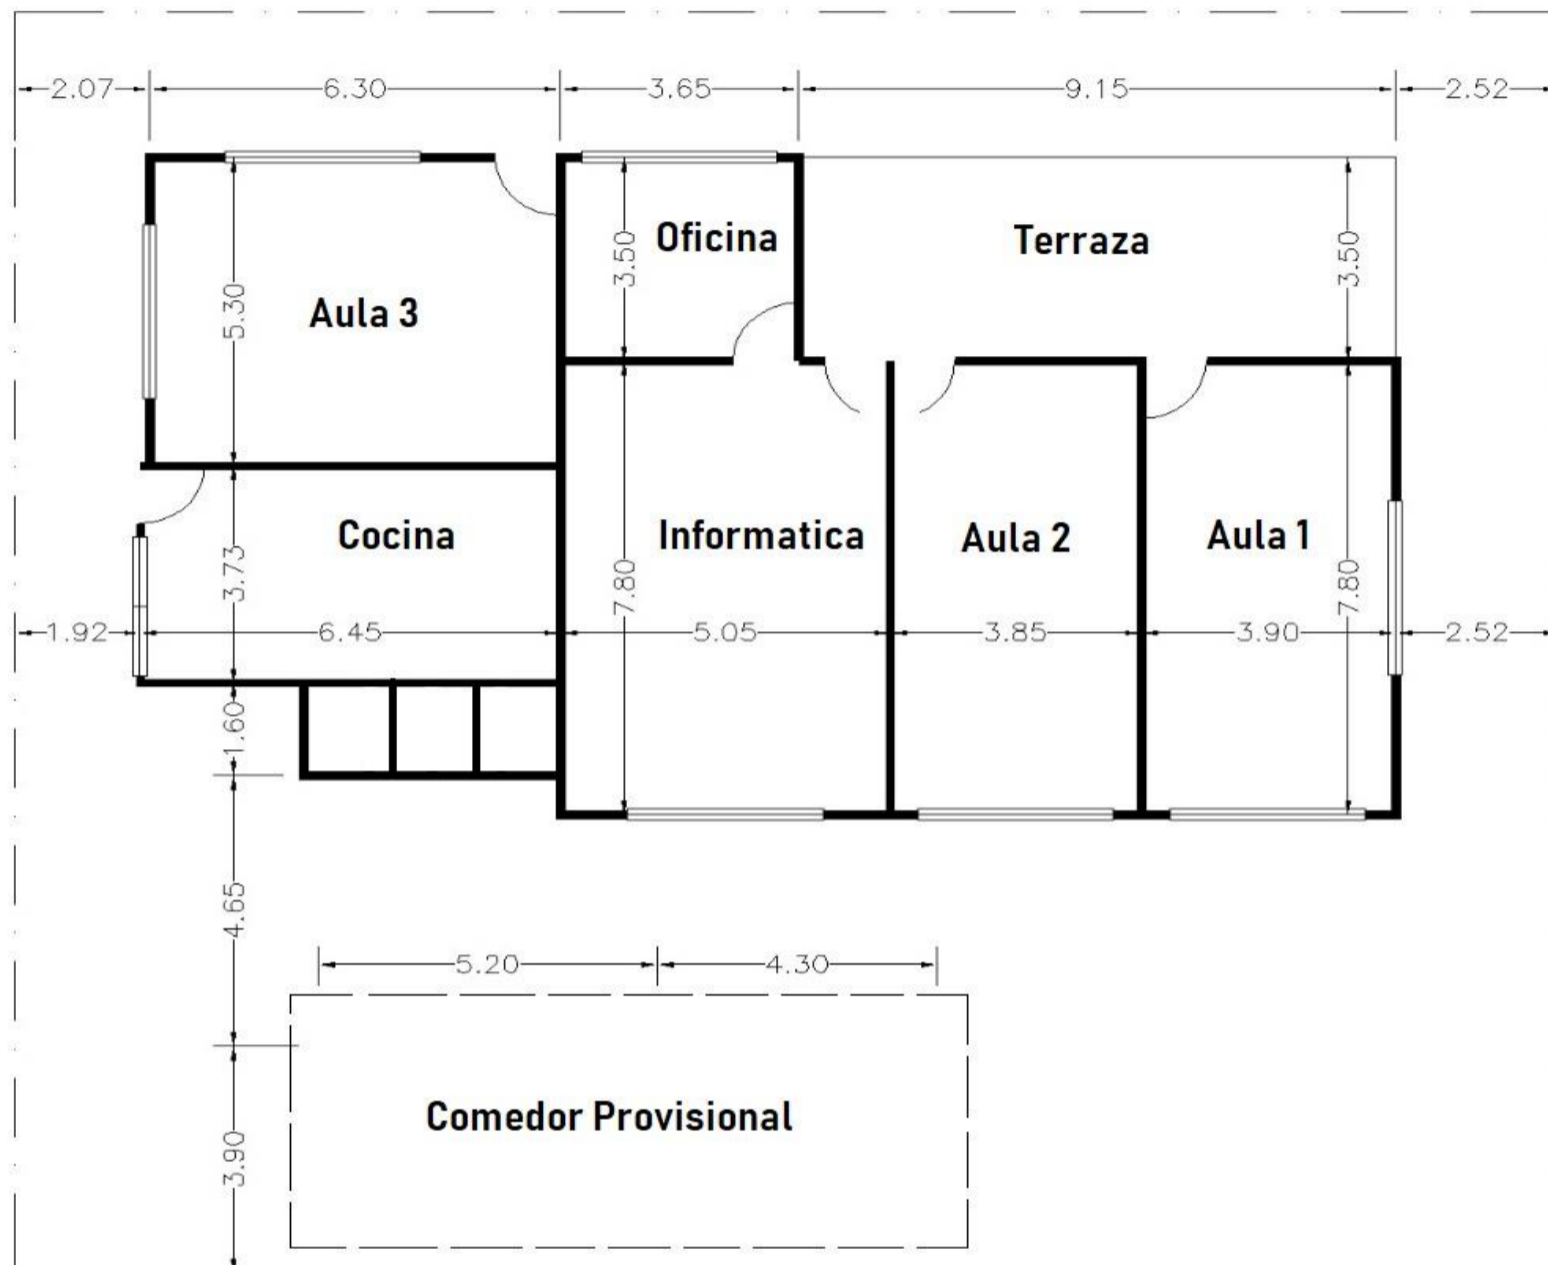 2.07 6.30 3.65 9.15 2.52
3.50 Oficina Terraza 3.50
5.30 Aula 3
Cocina Informatica Aula 2 Aula 1
3.73 7.80 7.80
1.92 6.45 5.05 3.85 3.90 2.52
1.60
4.65
5.20 4.30
Comedor Provisional
3.90